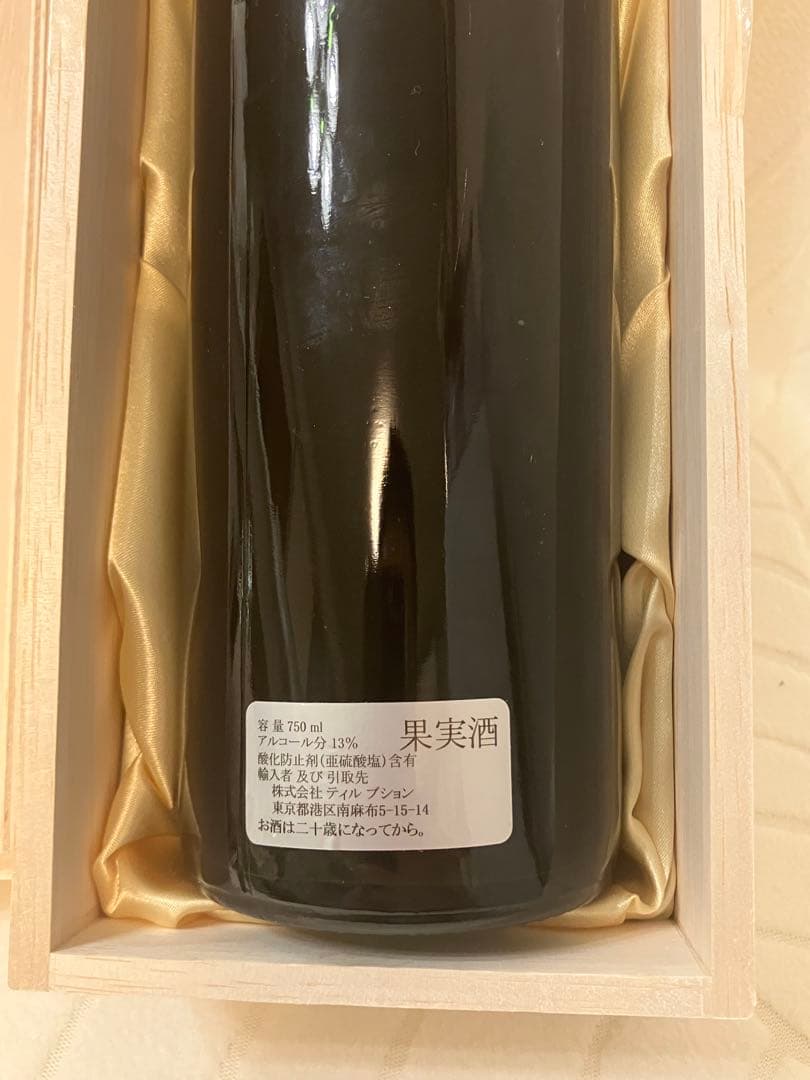 容量 750 ml
果実酒
アルコール分 13%
酸化防止剤(亜硫酸塩)含有
輸入者 及び 引取先
株式会社 ティル ブション
東京都港区南麻布5-15-14
お酒は二十歳になってから。